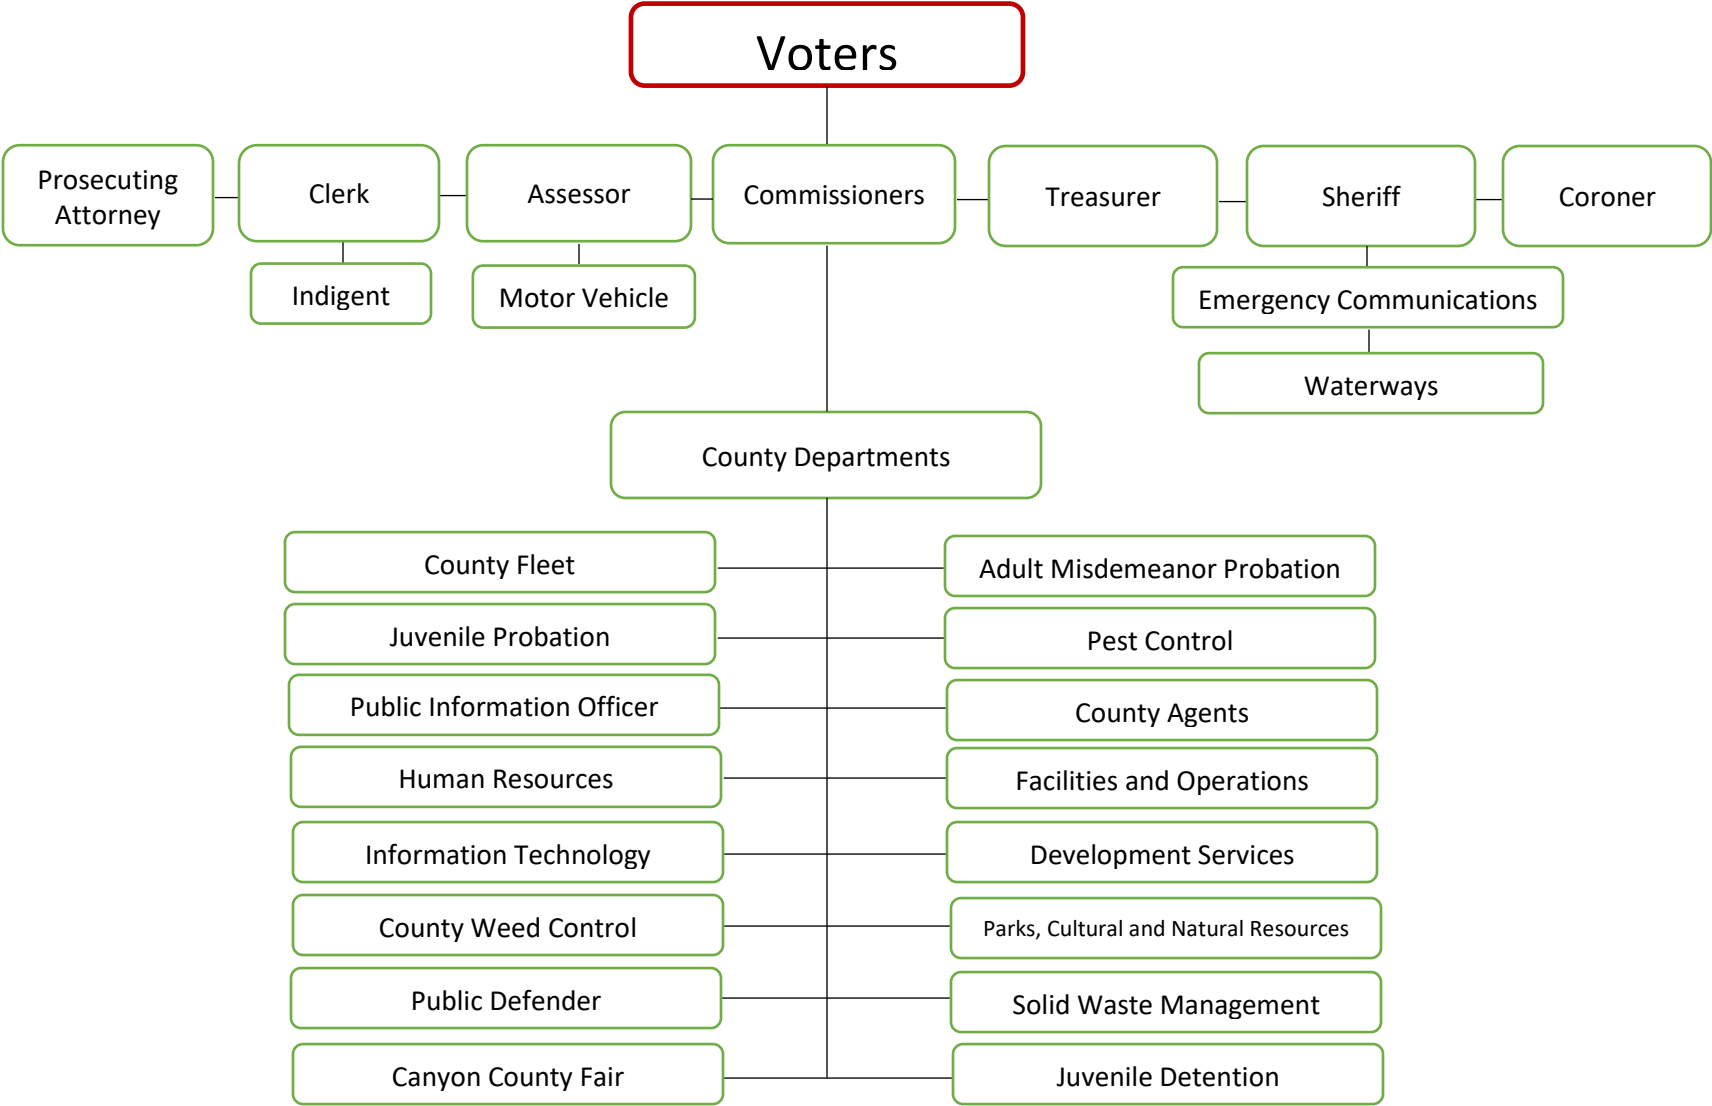 Voters
Prosecuting
Attorney
Clerk
Assessor
Commissioners
Treasurer
Sheriff
Coroner
Indigent
Motor Vehicle
Emergency Communications
Waterways
County Departments
County Fleet
Adult Misdemeanor Probation
Juvenile Probation
Pest Control
Public Information Officer
County Agents
Human Resources
Facilities and Operations
Information Technology
Development Services
County Weed Control
Parks, Cultural and Natural Resources
Public Defender
Solid Waste Management
Canyon County Fair
Juvenile Detention